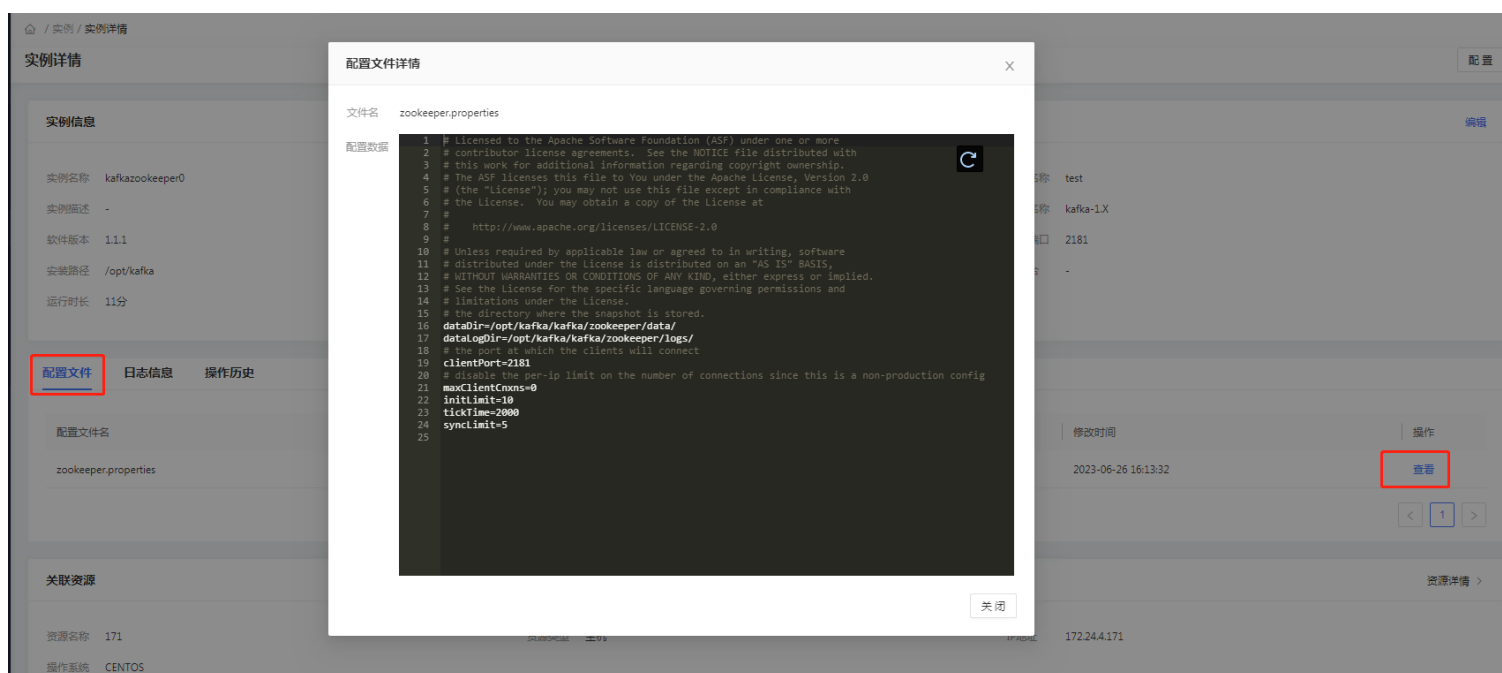 / 实例 / 实例详情
实例详情
配 置
配置文件详情
文件名 zookeeper.properties
配置数据
1 # Licensed to the Apache Software Foundation (ASF) under one or more
2 # contributor license agreements.  See the NOTICE file distributed with
3 # this work for additional information regarding copyright ownership.
4 # The ASF licenses this file to You under the Apache License, Version 2.0
5 # (the "License"); you may not use this file except in compliance with
6 # the License.  You may obtain a copy of the License at
7 #
8 #    http://www.apache.org/licenses/LICENSE-2.0
9 #
10 # Unless required by applicable law or agreed to in writing, software
11 # distributed under the License is distributed on an "AS IS" BASIS,
12 # WITHOUT WARRANTIES OR CONDITIONS OF ANY KIND, either express or implied.
13 # See the License for the specific language governing permissions and
14 # limitations under the License.
15 # the directory where the snapshot is stored.
16 dataDir=/opt/kafka/kafka/zookeeper/data/
17 dataLogDir=/opt/kafka/kafka/zookeeper/logs/
18 # the port at which the clients will connect
19 clientPort=2181
20 # disable the per-ip limit on the number of connections since this is a non-production config
21 maxClientCnxns=0
22 initLimit=10
23 tickTime=2000
24 syncLimit=5
25
关 闭
实例信息
编辑
实例名称 kafkazookeeper0
称 test
实例描述 -
称 kafka-1.X
软件版本 1.1.1
口 2181
安装路径 /opt/kafka
-
运行时长 11分
配置文件 日志信息 操作历史
配置文件名 修改时间 操作
zookeeper.properties 2023-06-26 16:13:32 查看
< 1 >
关联资源
资源详情 >
资源名称 171
172.24.4.171
操作系统 CENTOS